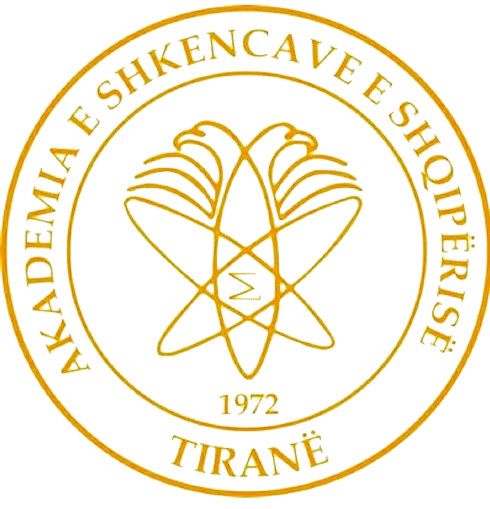 AKADEMIA E SHKENCAVE E SHQIPËRISË
Σ
1972
TIRANË